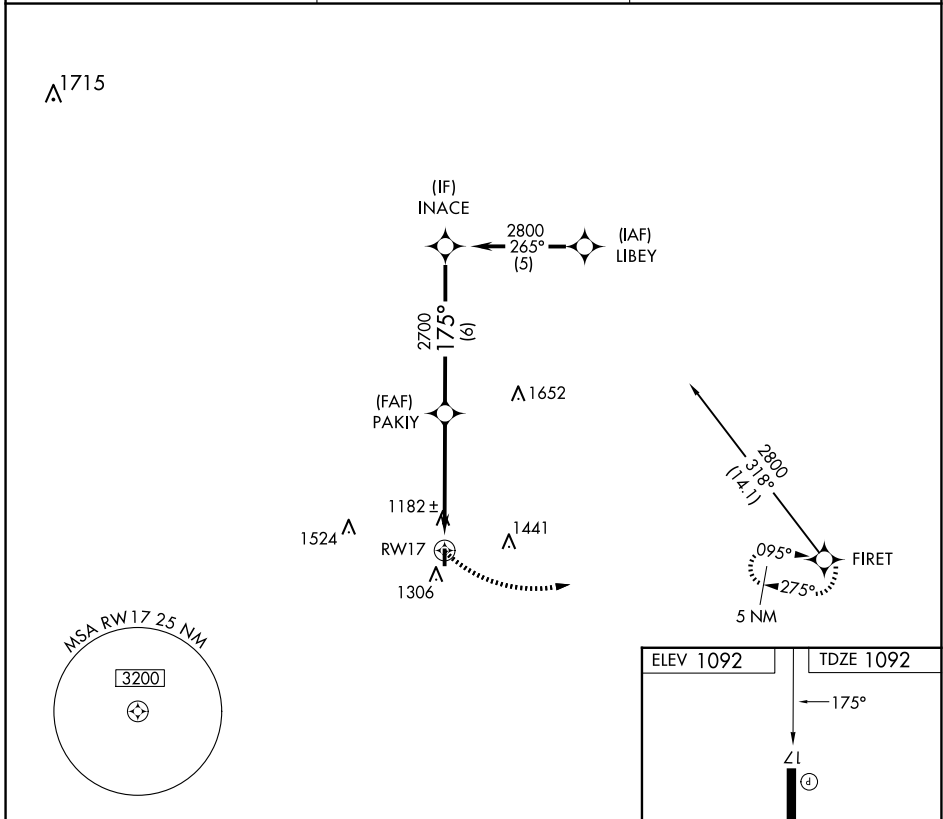 1715
(IF)
INACE
2800
265°
(5)
(IAF)
LIBEY
2700
175°
(6)
(FAF)
PAKIY
1652
2800
318°
(14.1)
1182 ±
1524
1441
RW17
1306
095°
275°
FIRET
5 NM
MSA RW17 25 NM
3200
ELEV 1092
TDZE 1092
175°
17
P